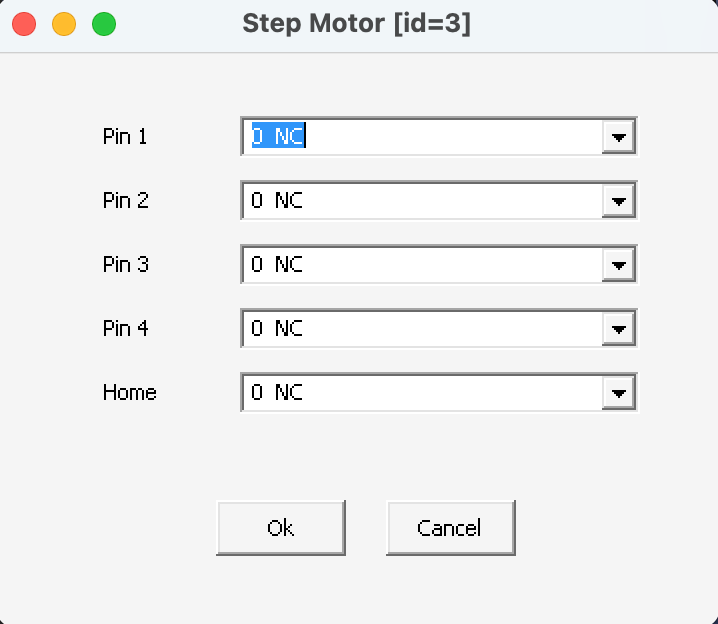 Step Motor [id=3]
Pin 1 0 NC
Pin 2 0 NC
Pin 3 0 NC
Pin 4 0 NC
Home 0 NC
Ok Cancel